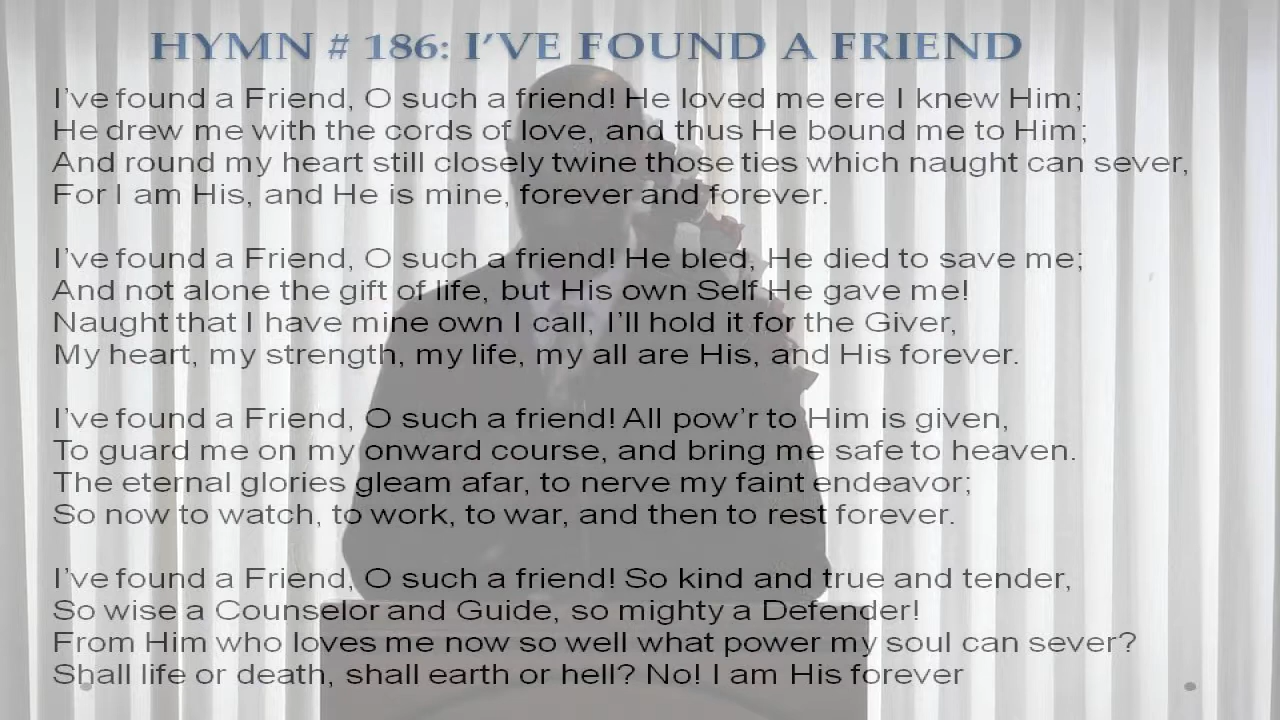 HYMN # 186: I’VE FOUND A FRIEND
I’ve found a Friend, O such a friend! He loved me ere I knew Him;
He drew me with the cords of love, and thus He bound me to Him;
And round my heart still closely twine those ties which naught can sever,
For I am His, and He is mine, forever and forever.
I’ve found a Friend, O such a friend! He bled, He died to save me;
And not alone the gift of life, but His own Self He gave me!
Naught that I have mine own I call, I’ll hold it for the Giver,
My heart, my strength, my life, my all are His, and His forever.
I’ve found a Friend, O such a friend! All pow’r to Him is given,
To guard me on my onward course, and bring me safe to heaven.
The eternal glories gleam afar, to nerve my faint endeavor;
So now to watch, to work, to war, and then to rest forever.
I’ve found a Friend, O such a friend! So kind and true and tender,
So wise a Counselor and Guide, so mighty a Defender!
From Him who loves me now so well what power my soul can sever?
Shall life or death, shall earth or hell? No! I am His forever